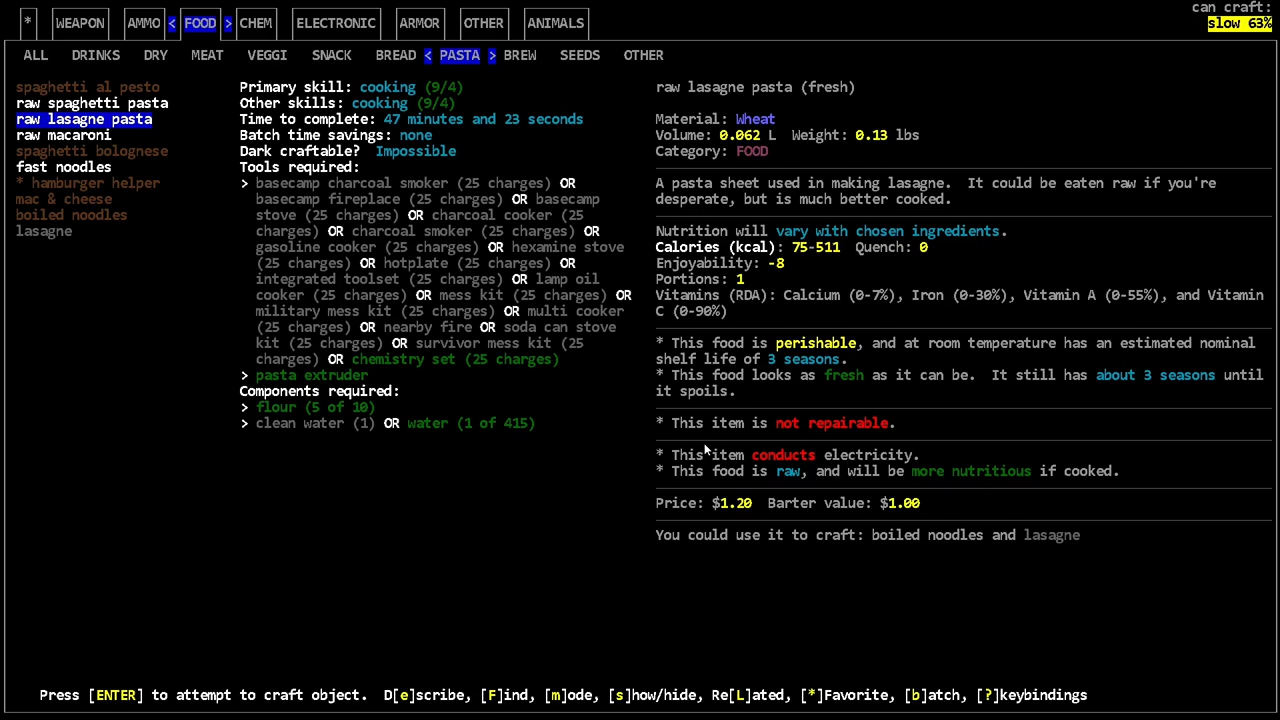 can craft:
* WEAPON AMMO < FOOD > CHEM ELECTRONIC ARMOR OTHER ANIMALS slow 63%
ALL DRINKS DRY MEAT VEGGI SNACK BREAD < PASTA > BREW SEEDS OTHER
spaghetti al pesto
raw spaghetti pasta
raw lasagne pasta
raw macaroni
spaghetti bolognese
fast noodles
* hamburger helper
mac & cheese
boiled noodles
lasagne
Primary skill: cooking (9/4)
Other skills: cooking (9/4)
Time to complete: 47 minutes and 23 seconds
Batch time savings: none
Dark craftable? Impossible
Tools required:
> basecamp charcoal smoker (25 charges) OR
basecamp fireplace (25 charges) OR basecamp
stove (25 charges) OR charcoal cooker (25
charges) OR charcoal smoker (25 charges) OR
gasoline cooker (25 charges) OR hexamine stove
(25 charges) OR hotplate (25 charges) OR
integrated toolset (25 charges) OR lamp oil
cooker (25 charges) OR mess kit (25 charges) OR
military mess kit (25 charges) OR multi cooker
(25 charges) OR nearby fire OR soda can stove
kit (25 charges) OR survivor mess kit (25
charges) OR chemistry set (25 charges)
> pasta extruder
Components required:
> flour (5 of 10)
> clean water (1) OR water (1 of 415)
raw lasagne pasta (fresh)
Material: Wheat
Volume: 0.062 L Weight: 0.13 lbs
Category: FOOD
A pasta sheet used in making lasagne. It could be eaten raw if you're
desperate, but is much better cooked.
Nutrition will vary with chosen ingredients.
Calories (kcal): 75-511 Quench: 0
Enjoyability: -8
Portions: 1
Vitamins (RDA): Calcium (0-7%), Iron (0-30%), Vitamin A (0-55%), and Vitamin
C (0-90%)
* This food is perishable, and at room temperature has an estimated nominal
shelf life of 3 seasons.
* This food looks as fresh as it can be. It still has about 3 seasons until
it spoils.
* This item is not repairable.
* This item conducts electricity.
* This food is raw, and will be more nutritious if cooked.
Price: $1.20 Barter value: $1.00
You could use it to craft: boiled noodles and lasagne
Press [ENTER] to attempt to craft object. D[e]scribe, [F]ind, [m]ode, [s]how/hide, Re[L]ated, [*]Favorite, [b]atch, [?]keybindings